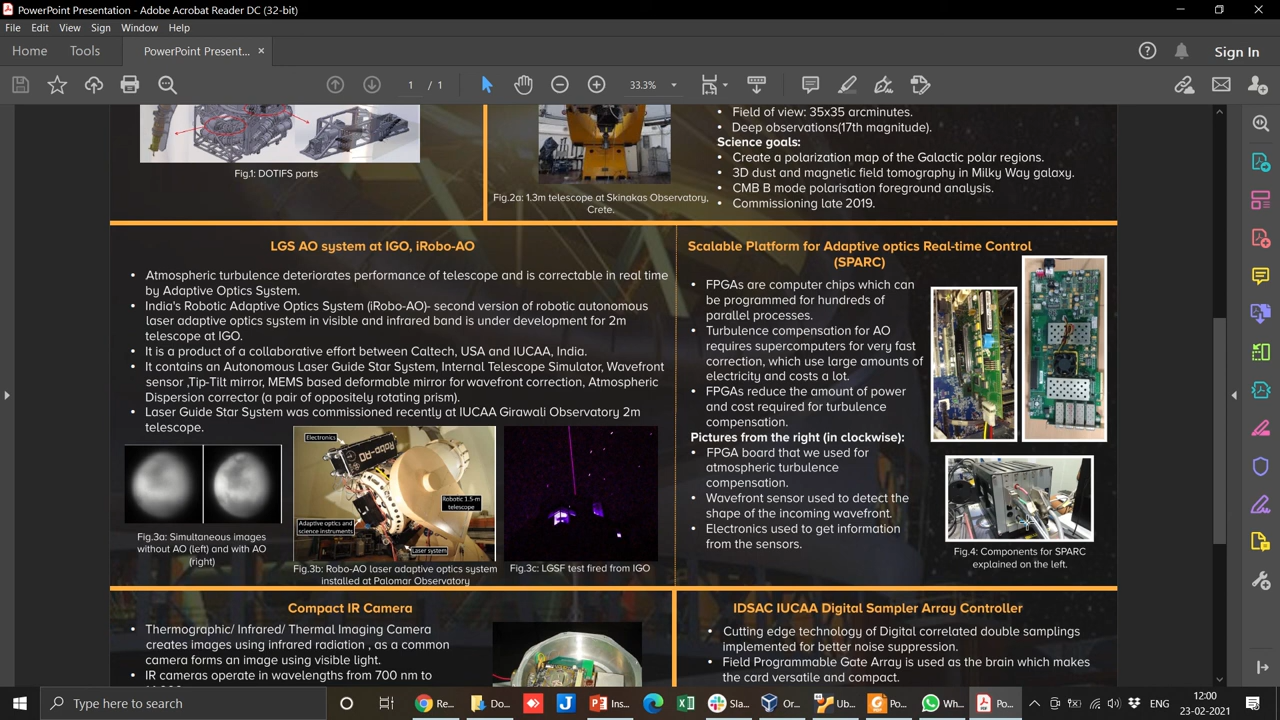 PowerPoint Presentation - Adobe Acrobat Reader DC (32-bit)
File Edit View Sign Window Help
Home Tools PowerPoint Present... × Sign In
1 / 1 33.3%
Fig.1: DOTIFS parts
Fig.2a: 1.3m telescope at Skinakas Observatory,
Crete.
• Field of view: 35x35 arcminutes.
• Deep observations(17th magnitude).
Science goals:
• Create a polarization map of the Galactic polar regions.
• 3D dust and magnetic field tomography in Milky Way galaxy.
• CMB B mode polarisation foreground analysis.
• Commissioning late 2019.
LGS AO system at IGO, iRobo-AO
• Atmospheric turbulence deteriorates performance of telescope and is correctable in real time
by Adaptive Optics System.
• India's Robotic Adaptive Optics System (iRobo-AO)- second version of robotic autonomous
laser adaptive optics system in visible and infrared band is under development for 2m
telescope at IGO.
• It is a product of a collaborative effort between Caltech, USA and IUCAA, India.
• It contains an Autonomous Laser Guide Star System, Internal Telescope Simulator, Wavefront
sensor ,Tip-Tilt mirror, MEMS based deformable mirror for wavefront correction, Atmospheric
Dispersion corrector (a pair of oppositely rotating prism).
• Laser Guide Star System was commissioned recently at IUCAA Girawali Observatory 2m
telescope.
Electronics
Robo-AO
Robotic 1.5-m
telescope
Adaptive optics and
science instruments
Laser system
Fig.3a: Simultaneous images
without AO (left) and with AO
(right)
Fig.3b: Robo-AO laser adaptive optics system
installed at Palomar Observatory
Fig.3c: LGSF test fired from IGO
Scalable Platform for Adaptive optics Real-time Control
(SPARC)
• FPGAs are computer chips which can
be programmed for hundreds of
parallel processes.
• Turbulence compensation for AO
requires supercomputers for very fast
correction, which use large amounts of
electricity and costs a lot.
• FPGAs reduce the amount of power
and cost required for turbulence
compensation.
Pictures from the right (in clockwise):
• FPGA board that we used for
atmospheric turbulence
compensation.
• Wavefront sensor used to detect the
shape of the incoming wavefront.
• Electronics used to get information
from the sensors.
Fig.4: Components for SPARC
explained on the left.
Compact IR Camera
• Thermographic/ Infrared/ Thermal Imaging Camera
creates images using infrared radiation , as a common
camera forms an image using visible light.
• IR cameras operate in wavelengths from 700 nm to
IDSAC IUCAA Digital Sampler Array Controller
• Cutting edge technology of Digital correlated double samplings
implemented for better noise suppression.
• Field Programmable Gate Array is used as the brain which makes
the card versatile and compact.
Type here to search
Re... Do... Ins... Sla... Or... Ub... Po... Wh... Po...
12:00
23-02-2021